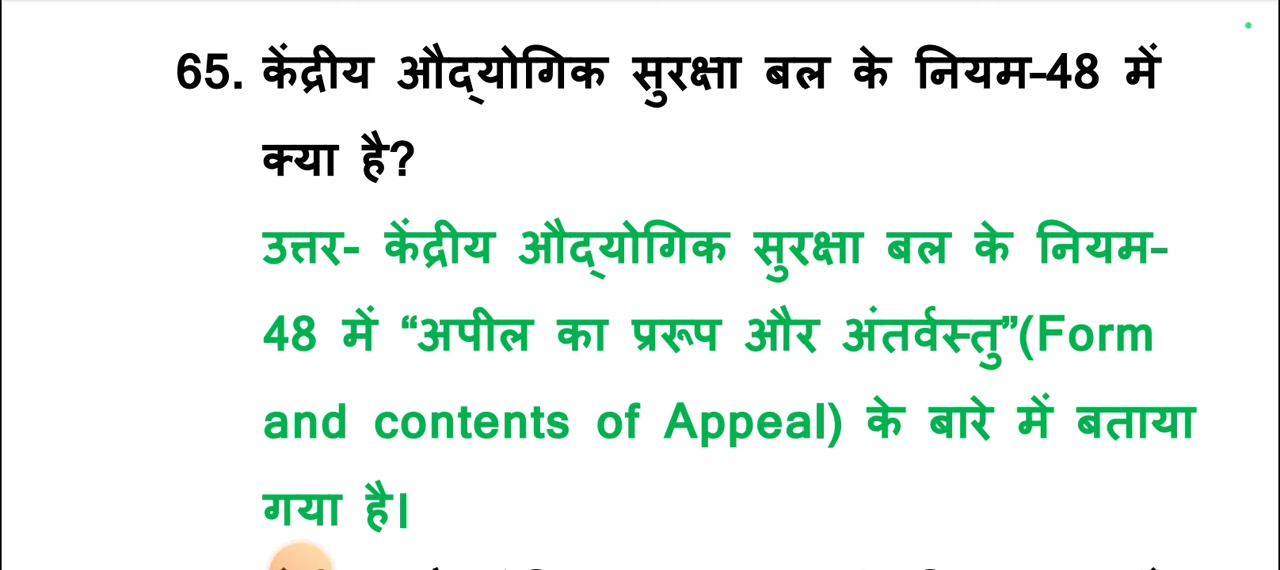 65. केंद्रीय औद्योगिक सुरक्षा बल के नियम-48 में
क्या है?
उत्तर- केंद्रीय औद्योगिक सुरक्षा बल के नियम-
48 में “अपील का प्ररूप और अंतर्वस्तु”(Form
and contents of Appeal) के बारे में बताया
गया है।